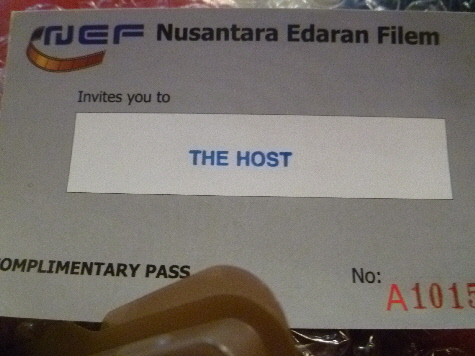 NEF Nusantara Edaran Filem
Invites you to
THE HOST
OMPLIMENTARY PASS
No: A1015